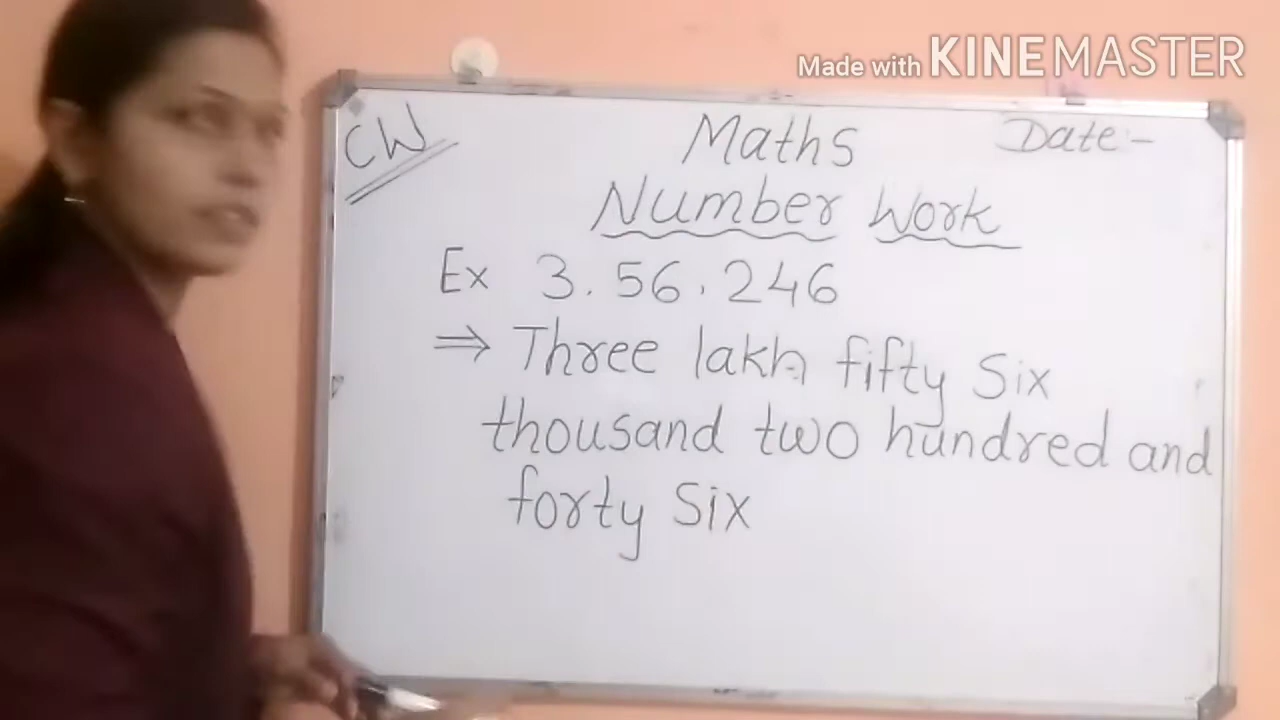 Made with KINEMASTER
CW
Maths
Date:-
Number Work
Ex 3.56.246
⇒ Three lakh fifty Six
thousand two hundred and
forty Six